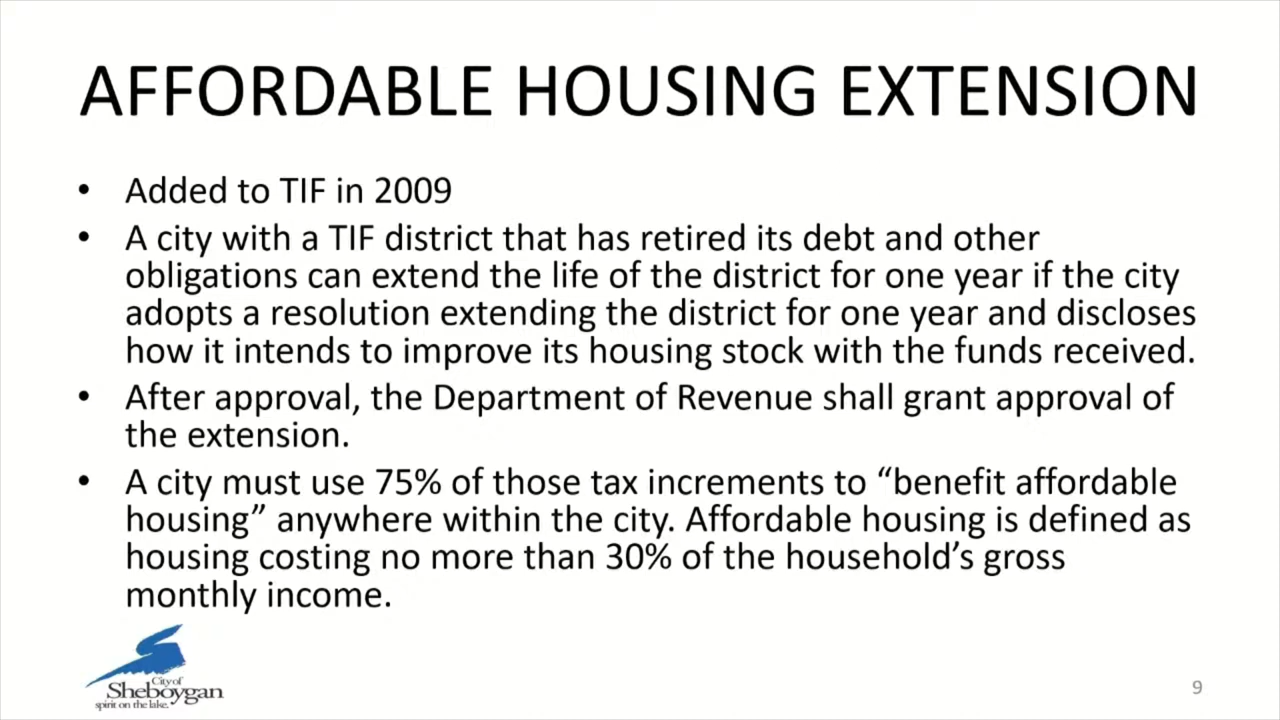 AFFORDABLE HOUSING EXTENSION
• Added to TIF in 2009
• A city with a TIF district that has retired its debt and other
obligations can extend the life of the district for one year if the city
adopts a resolution extending the district for one year and discloses
how it intends to improve its housing stock with the funds received.
• After approval, the Department of Revenue shall grant approval of
the extension.
• A city must use 75% of those tax increments to “benefit affordable
housing” anywhere within the city. Affordable housing is defined as
housing costing no more than 30% of the household’s gross
monthly income.
City of
Sheboygan
spirit on the lake.
9